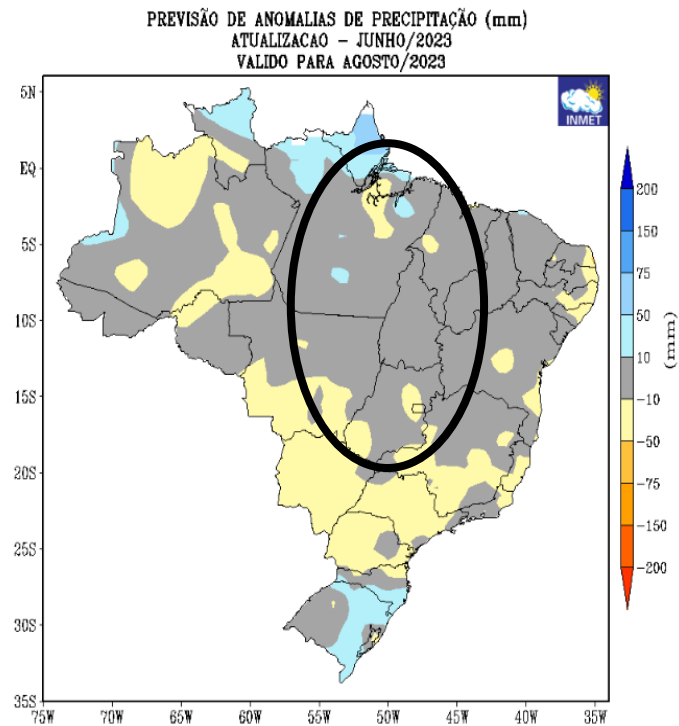 PREVISÃO DE ANOMALIAS DE PRECIPITAÇÃO (mm)
ATUALIZACAO – JUNHO/2023
VALIDO PARA AGOSTO/2023
INMET
5N
EQ
5S
10S
15S
20S
25S
30S
35S
75W
70W
65W
60W
55W
50W
45W
40W
35W
200
150
75
50
10
-10
-50
-75
-150
-200
(mm)